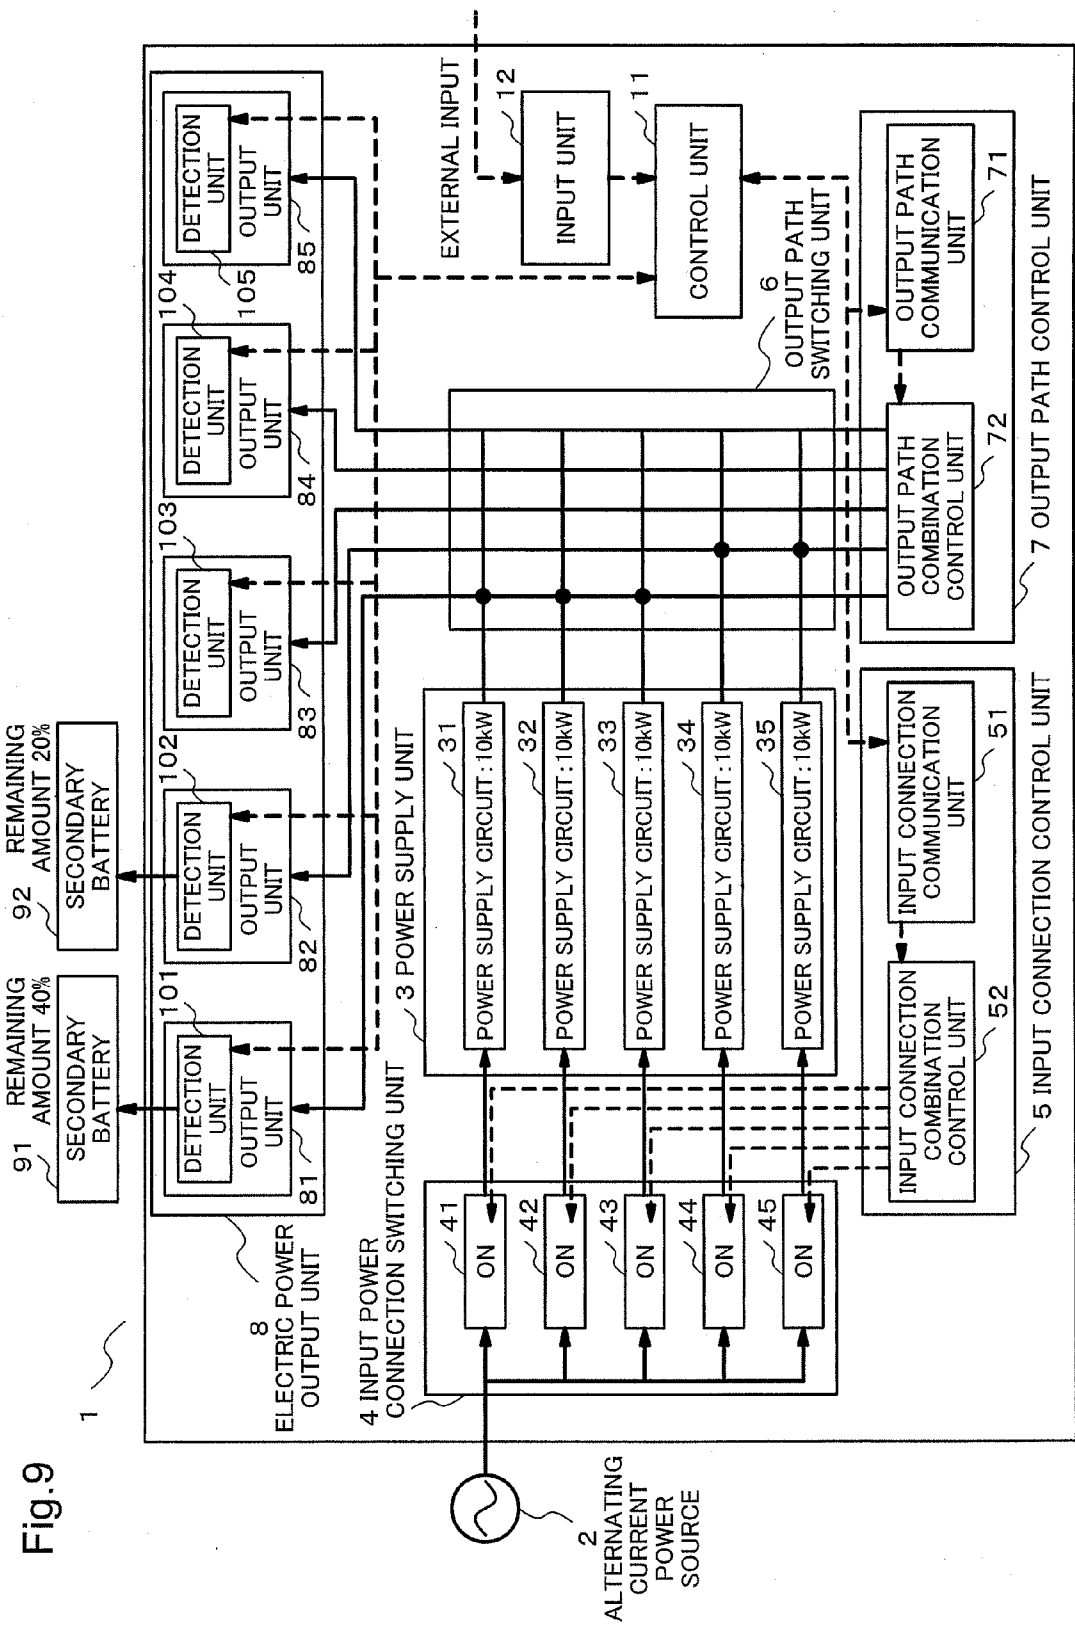 Fig.9
1
2
ALTERNATING
CURRENT
POWER
SOURCE
8
ELECTRIC POWER
OUTPUT UNIT
4 INPUT POWER
CONNECTION SWITCHING UNIT
41
ON
42
ON
43
ON
44
ON
45
ON
3 POWER SUPPLY UNIT
31
POWER SUPPLY CIRCUIT:10kW
32
POWER SUPPLY CIRCUIT:10kW
33
POWER SUPPLY CIRCUIT:10kW
34
POWER SUPPLY CIRCUIT:10kW
35
POWER SUPPLY CIRCUIT:10kW
REMAINING
AMOUNT 40%
91
SECONDARY
BATTERY
REMAINING
AMOUNT 20%
92
SECONDARY
BATTERY
101
DETECTION
UNIT
OUTPUT
UNIT
81
102
DETECTION
UNIT
OUTPUT
UNIT
82
103
DETECTION
UNIT
OUTPUT
UNIT
83
104
DETECTION
UNIT
OUTPUT
UNIT
84
105
DETECTION
UNIT
OUTPUT
UNIT
85
EXTERNAL INPUT
12
INPUT UNIT
11
CONTROL UNIT
6
OUTPUT PATH
SWITCHING UNIT
INPUT CONNECTION
COMBINATION
CONTROL UNIT
52
INPUT CONNECTION
COMMUNICATION
UNIT
51
5 INPUT CONNECTION CONTROL UNIT
OUTPUT PATH
COMBINATION
CONTROL UNIT
72
OUTPUT PATH
COMMUNICATION
UNIT
71
7 OUTPUT PATH CONTROL UNIT